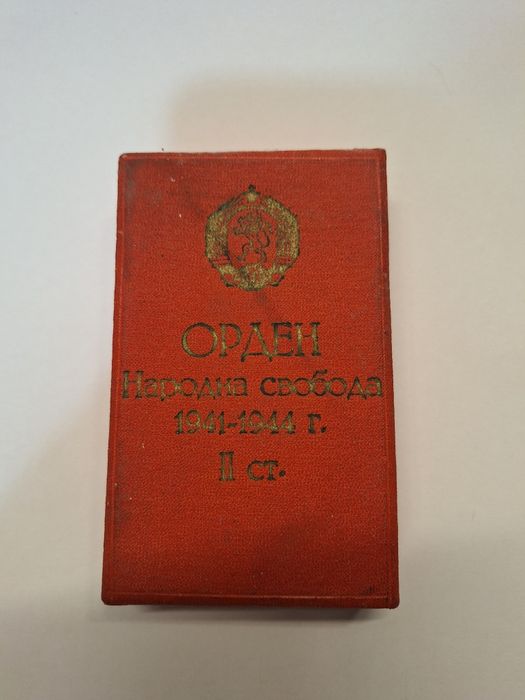 ОРДЕН
Народна свобода
1941-1944 г.
II ст.